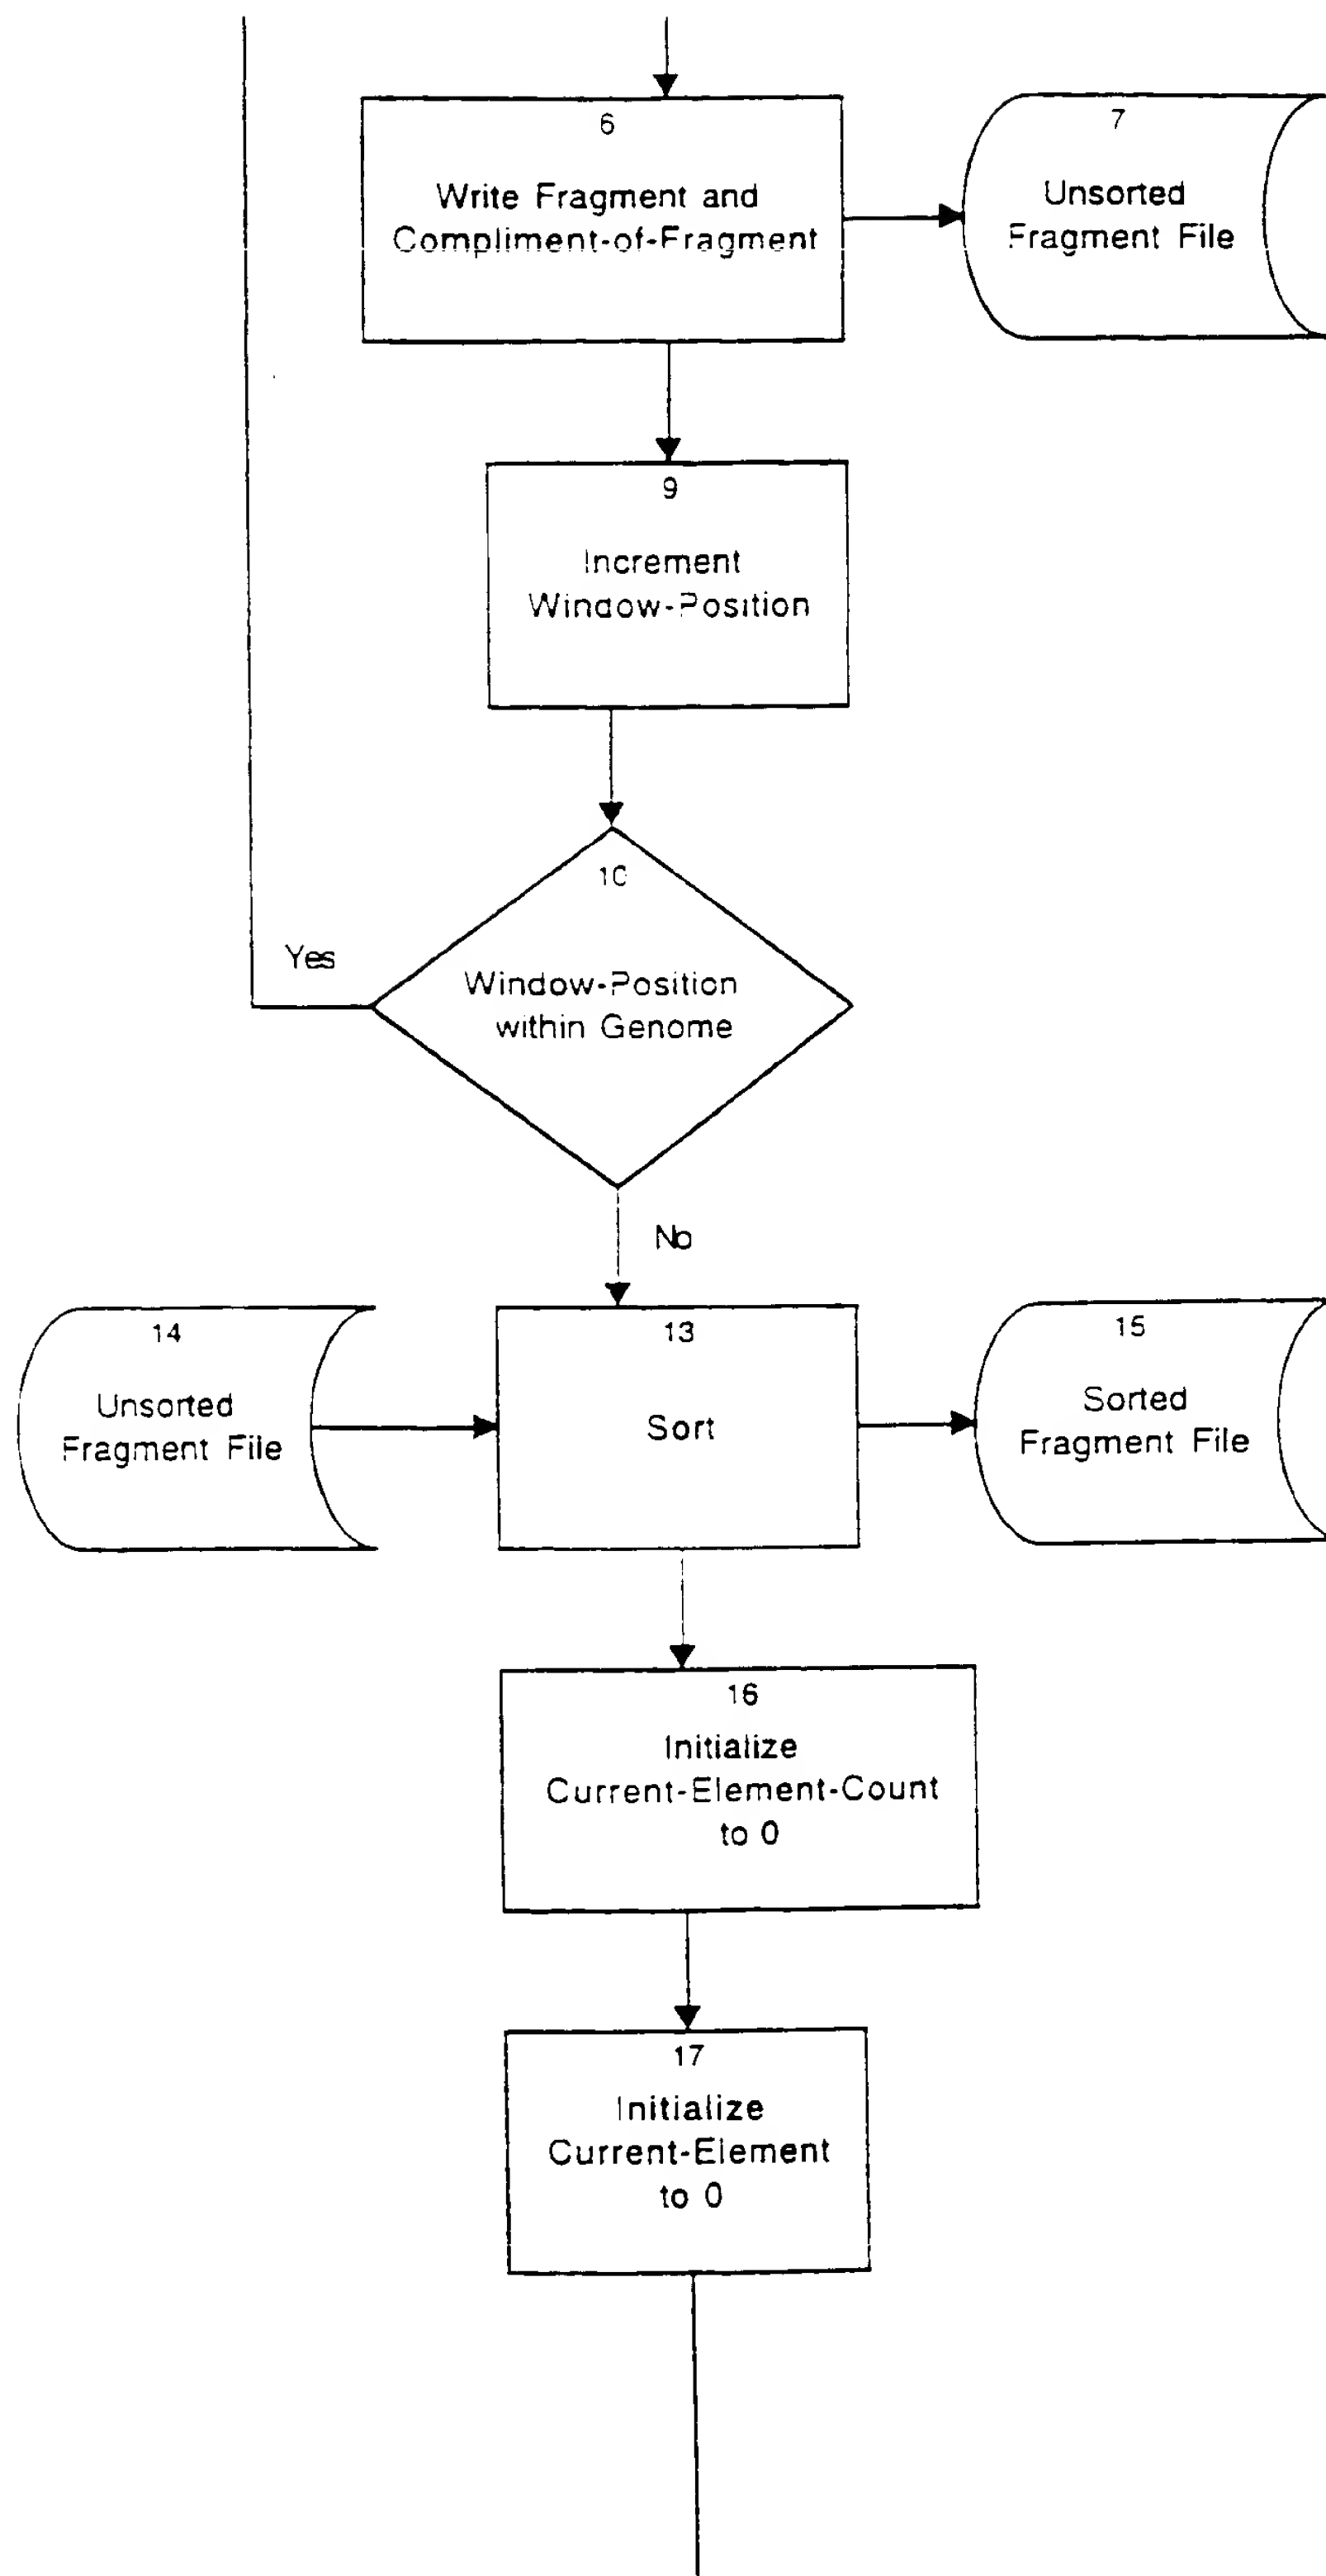 6
Write Fragment and
Compliment-of-Fragment
7
Unsorted
Fragment File
9
Increment
Window-Position
10
Window-Position
within Genome
Yes
No
14
Unsorted
Fragment File
13
Sort
15
Sorted
Fragment File
16
Initialize
Current-Element-Count
to 0
17
Initialize
Current-Element
to 0